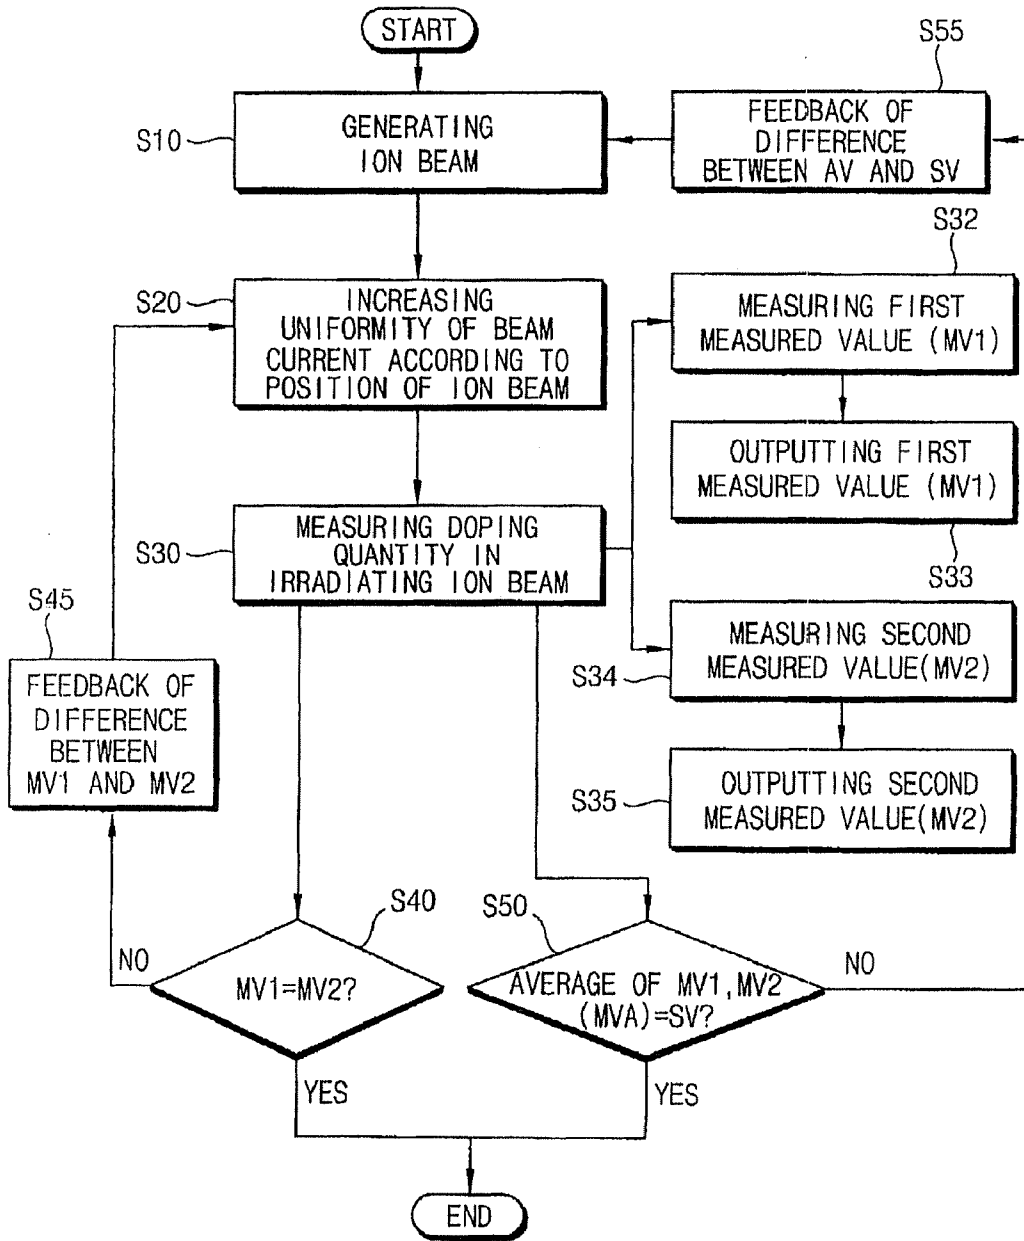 START
S55
S10
GENERATING
ION BEAM
FEEDBACK OF
DIFFERENCE
BETWEEN AV AND SV
S32
S20
INCREASING
UNIFORMITY OF BEAM
CURRENT ACCORDING TO
POSITION OF ION BEAM
MEASURING FIRST
MEASURED VALUE (MV1)
OUTPUTTING FIRST
MEASURED VALUE (MV1)
S33
S30
MEASURING DOPING
QUANTITY IN
IRRADIATING ION BEAM
S45
FEEDBACK OF
DIFFERENCE
BETWEEN
MV1 AND MV2
MEASURING SECOND
MEASURED VALUE(MV2)
S34
OUTPUTTING SECOND
MEASURED VALUE(MV2)
S35
S40
S50
NO
MV1=MV2?
AVERAGE OF MV1,MV2
(MVA)=SV?
NO
YES
YES
END